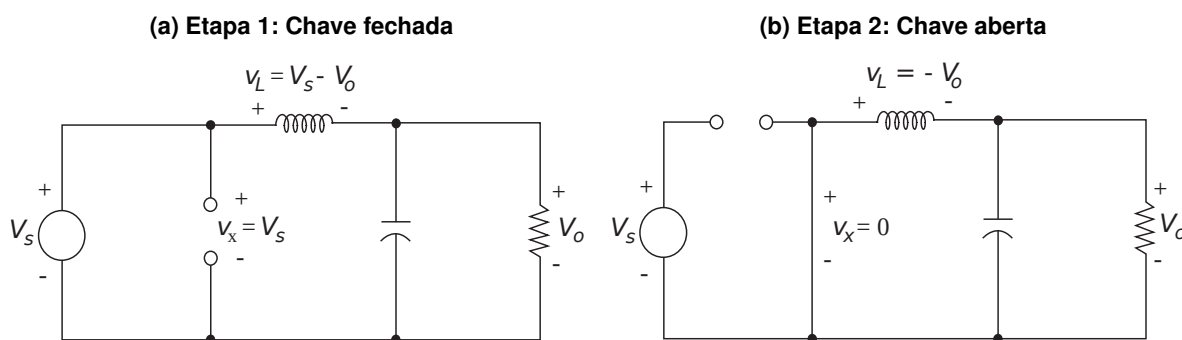 (a) Etapa 1: Chave fechada
v_L = V_s - V_o
+ -
+
V_s
-
+
v_x = V_s
-
+
V_o
-
(b) Etapa 2: Chave aberta
v_L = - V_o
+ -
+
V_s
-
+
v_x = 0
-
+
V_o
-